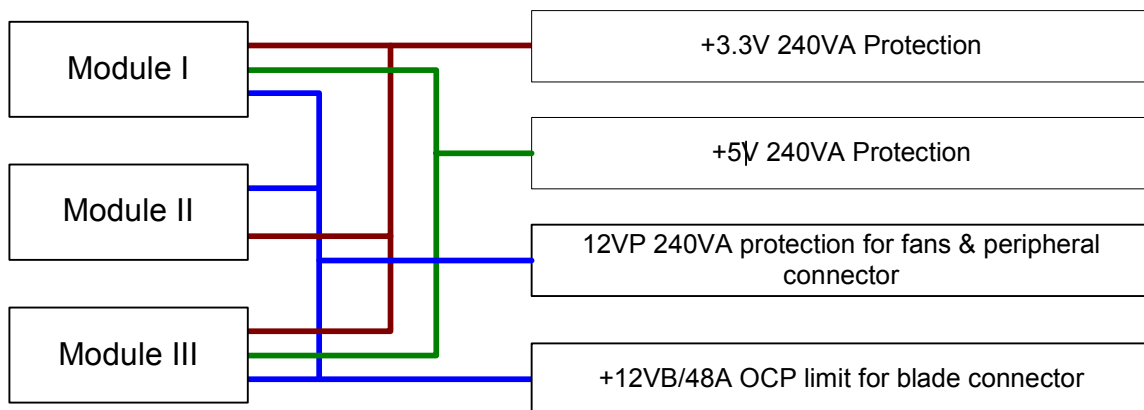 Module I
+3.3V 240VA Protection
+5V 240VA Protection
Module II
12VP 240VA protection for fans & peripheral
connector
Module III
+12VB/48A OCP limit for blade connector